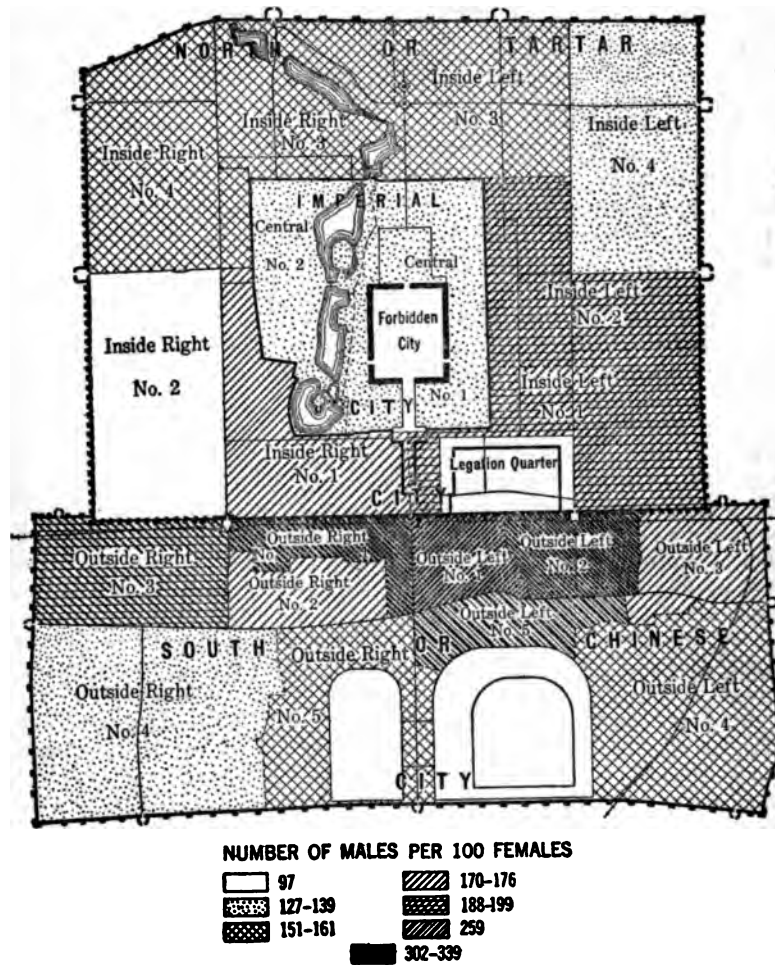 NORTH OR TARTAR
Inside Left
No. 3
Inside Right
No. 3
Inside Left
No. 4
Inside Right
No. 4
IMPERIAL
Central
No. 2
Central
Inside Left
No. 2
Forbidden
City
Inside Right
No. 2
Inside Left
No. 1
No. 1
CITY
Inside Right
No. 1
Legation Quarter
CITY
Outside Right
No. 1
Outside Left
No. 1
Outside Left
No. 2
Outside Left
No. 3
Outside Right
No. 3
Outside Right
No. 2
Outside Left
No. 5
SOUTH OR CHINESE
Outside Right
No. 5
Outside Right
No. 4
Outside Left
No. 4
CITY
NUMBER OF MALES PER 100 FEMALES
97 170-176
127-139 188-199
151-161 259
302-339